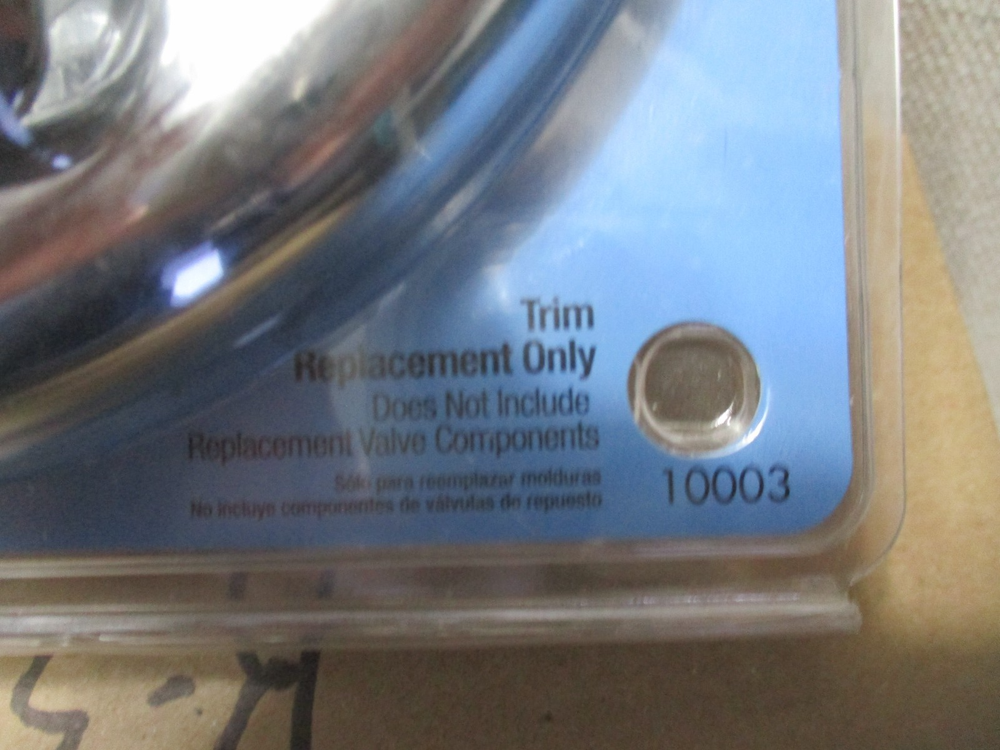 Trim
Replacement Only
Does Not Include
Replacement Valve Components
Sólo para reemplazar molduras
No incluye componentes de válvulas de repuesto
10003